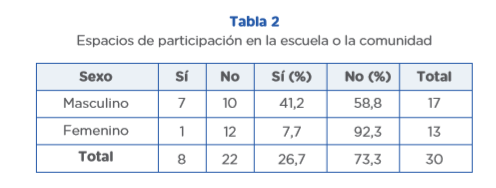 Tabla 2
Espacios de participación en la escuela o la comunidad
Sexo Sí No Sí (%) No (%) Total
Masculino 7 10 41,2 58,8 17
Femenino 1 12 7,7 92,3 13
Total 8 22 26,7 73,3 30